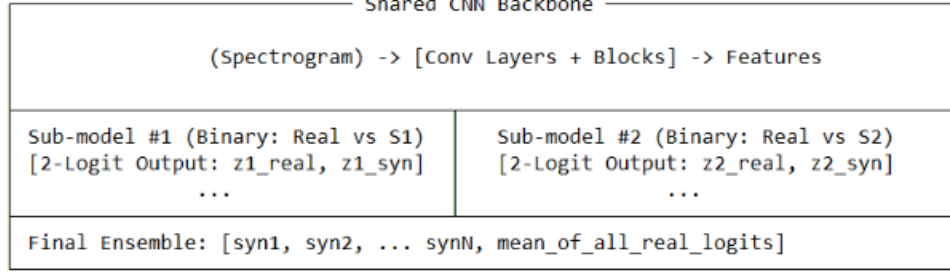 Shared CNN Backbone
(Spectrogram) -> [Conv Layers + Blocks] -> Features
Sub-model #1 (Binary: Real vs S1)
[2-Logit Output: z1_real, z1_syn]
...
Sub-model #2 (Binary: Real vs S2)
[2-Logit Output: z2_real, z2_syn]
...
Final Ensemble: [syn1, syn2, ... synN, mean_of_all_real_logits]